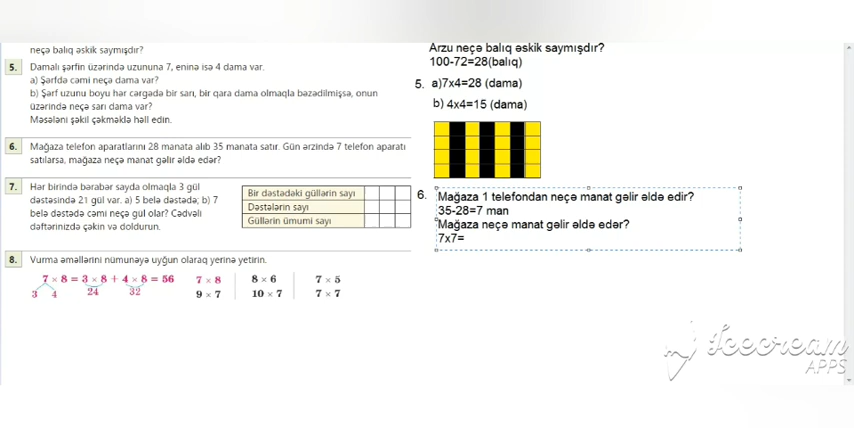 neçə balıq əskik saymışdır?
5. Damalı şərfin üzərində uzununa 7, eninə isə 4 dama var.
a) Şərfdə cəmi neçə dama var?
b) Şərf uzunu boyu hər cərgədə bir sarı, bir qara dama olmaqla bəzədilmişsə, onun
üzərində neçə sarı dama var?
Məsələni şəkil çəkməklə həll edin.
6. Mağaza telefon aparatlarını 28 manata alıb 35 manata satır. Gün ərzində 7 telefon aparatı
satılarsa, mağaza neçə manat gəlir əldə edər?
7. Hər birində bərabər sayda olmaqla 3 gül
dəstəsində 21 gül var. a) 5 belə dəstədə; b) 7
belə dəstədə cəmi neçə gül olar? Cədvəli
dəftərinizdə çəkin və doldurun.
Bir dəstədəki güllərin sayı
Dəstələrin sayı
Güllərin ümumi sayı
8. Vurma əməllərini nümunəyə uyğun olaraq yerinə yetirin.
7 × 8 = 3 × 8 + 4 × 8 = 56
3 4 24 32
7 × 8 8 × 6 7 × 5
9 × 7 10 × 7 7 × 7
Arzu neçə balıq əskik saymışdır?
100-72=28(balıq)
5. a)7x4=28 (dama)
b) 4x4=15 (dama)
6. Mağaza 1 telefondan neçə manat gəlir əldə edir?
35-28=7 man
Mağaza neçə manat gəlir əldə edər?
7x7=
Icecream
APPS